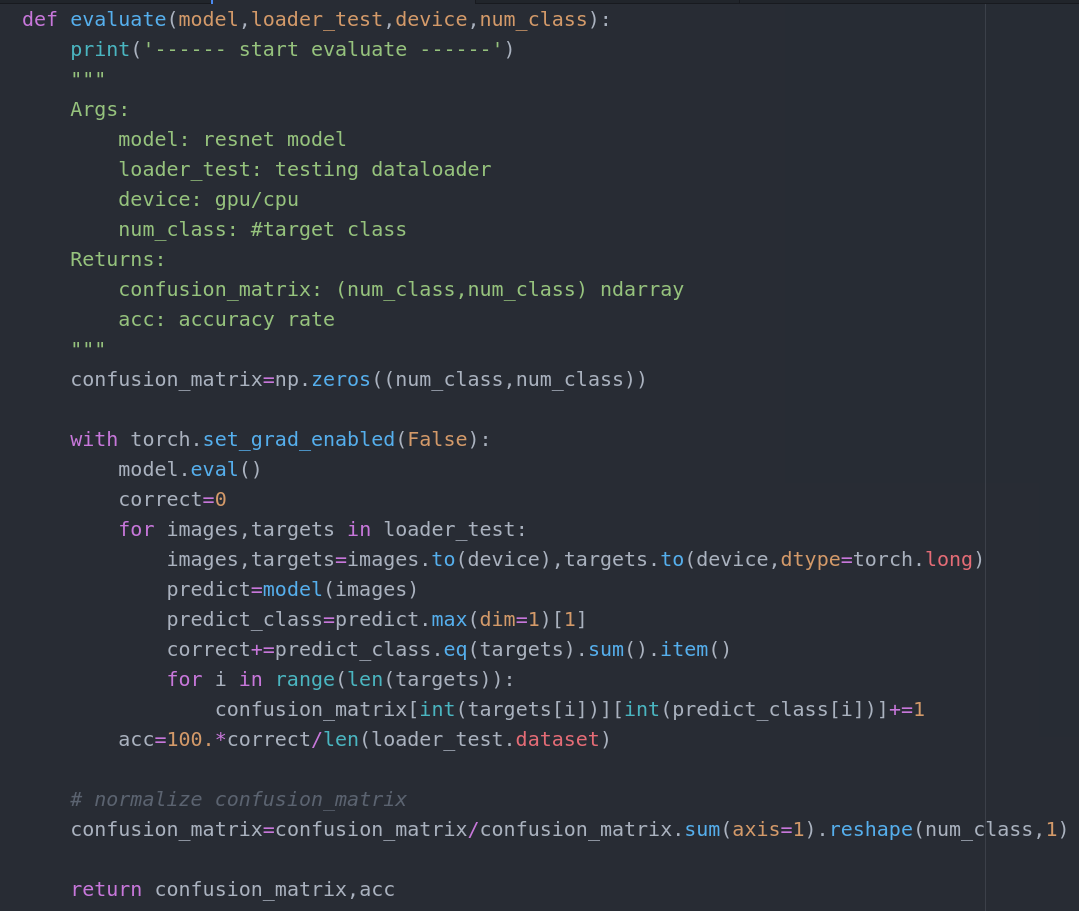 def evaluate(model,loader_test,device,num_class):
    print('------ start evaluate ------')
    """
    Args:
        model: resnet model
        loader_test: testing dataloader
        device: gpu/cpu
        num_class: #target class
    Returns:
        confusion_matrix: (num_class,num_class) ndarray
        acc: accuracy rate
    """
    confusion_matrix=np.zeros((num_class,num_class))

    with torch.set_grad_enabled(False):
        model.eval()
        correct=0
        for images,targets in loader_test:
            images,targets=images.to(device),targets.to(device,dtype=torch.long)
            predict=model(images)
            predict_class=predict.max(dim=1)[1]
            correct+=predict_class.eq(targets).sum().item()
            for i in range(len(targets)):
                confusion_matrix[int(targets[i])][int(predict_class[i])]+=1
        acc=100.*correct/len(loader_test.dataset)

    # normalize confusion_matrix
    confusion_matrix=confusion_matrix/confusion_matrix.sum(axis=1).reshape(num_class,1)

    return confusion_matrix,acc